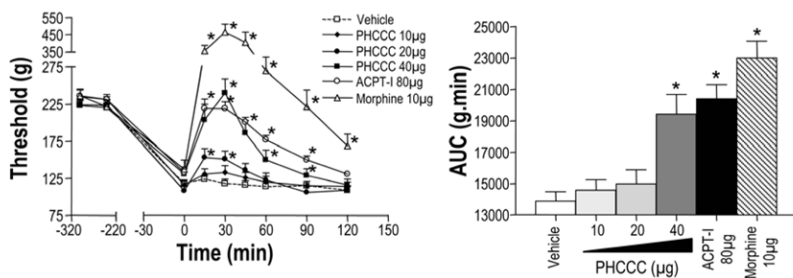 Threshold (g)
550
450
350
225
175
125
75
-320
-220
-30
0
30
60
90
120
150
Time (min)
Vehicle
PHCCC 10µg
PHCCC 20µg
PHCCC 40µg
ACPT-I 80µg
Morphine 10µg
* * * * * *
* * * * *
* * * *
* *
AUC (g.min)
25000
23000
21000
19000
17000
15000
13000
* * *
Vehicle
10
20
40
PHCCC (µg)
ACPT-I
80µg
Morphine
10µg